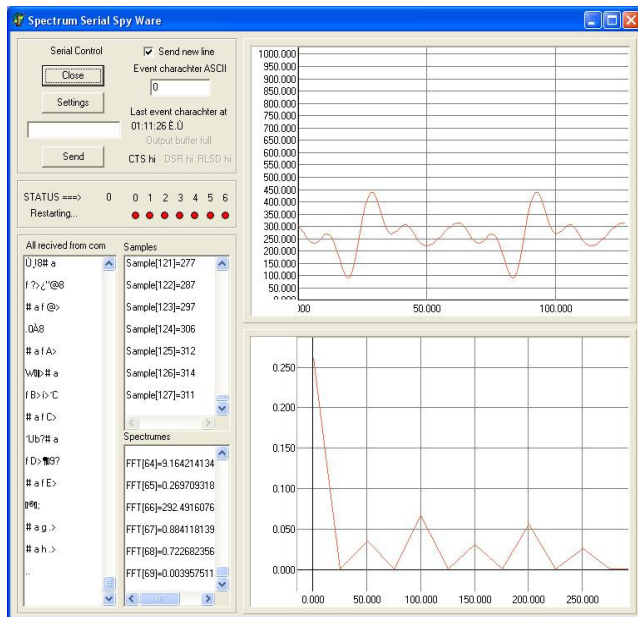 Spectrum Serial Spy Ware
Serial Control
Send new line
Close
Event charachter ASCII
0
Settings
Last event charachter at
01:11:26 È.Ù
Output buffer full
Send
CTS hi DSR hi RLSD hi
STATUS ===> 0 0 1 2 3 4 5 6
Restarting...
All recived from com
# a f @>
.0À8
# a f A>
# a f C>
# a f E>
# a g .>
# a h .>
..
Samples
Sample[121]=277
Sample[122]=287
Sample[123]=297
Sample[124]=306
Sample[125]=312
Sample[126]=314
Sample[127]=311
Spectrumes
FFT[64]=9.164214134
FFT[65]=0.269709318
FFT[66]=292.4916076
FFT[67]=0.884118139
FFT[68]=0.722682356
FFT[69]=0.003957511
1000.000
950.000
900.000
850.000
800.000
750.000
700.000
650.000
600.000
550.000
500.000
450.000
400.000
350.000
300.000
250.000
200.000
150.000
100.000
50.000
50.000
100.000
0.250
0.200
0.150
0.100
0.050
0.000
0.000
50.000
100.000
150.000
200.000
250.000